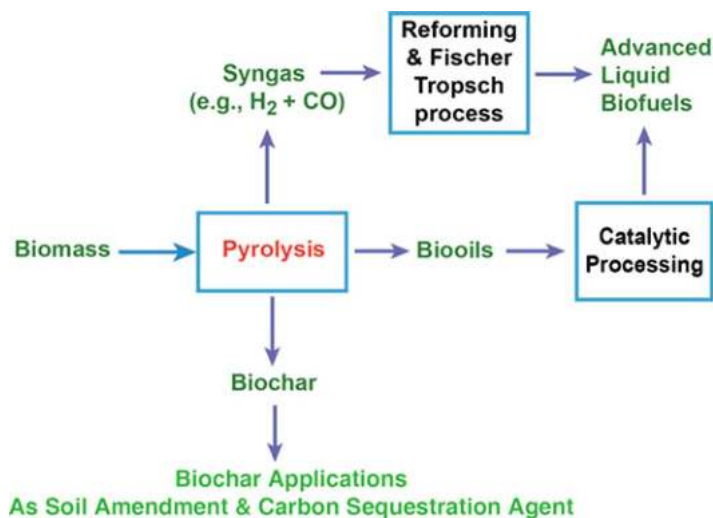 Syngas
(e.g., H₂ + CO)
Reforming
& Fischer
Tropsch
process
Advanced
Liquid
Biofuels
Biomass
Pyrolysis
Biooils
Catalytic
Processing
Biochar
Biochar Applications
As Soil Amendment & Carbon Sequestration Agent